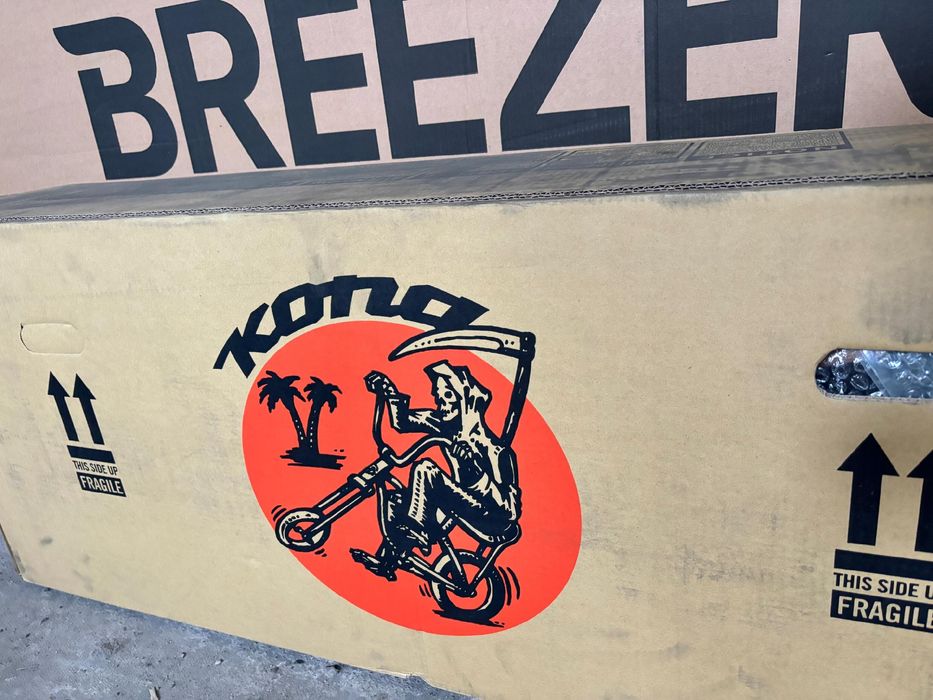 BREEZER
KONA
THIS SIDE UP
FRAGILE
THIS SIDE U
FRAGILE